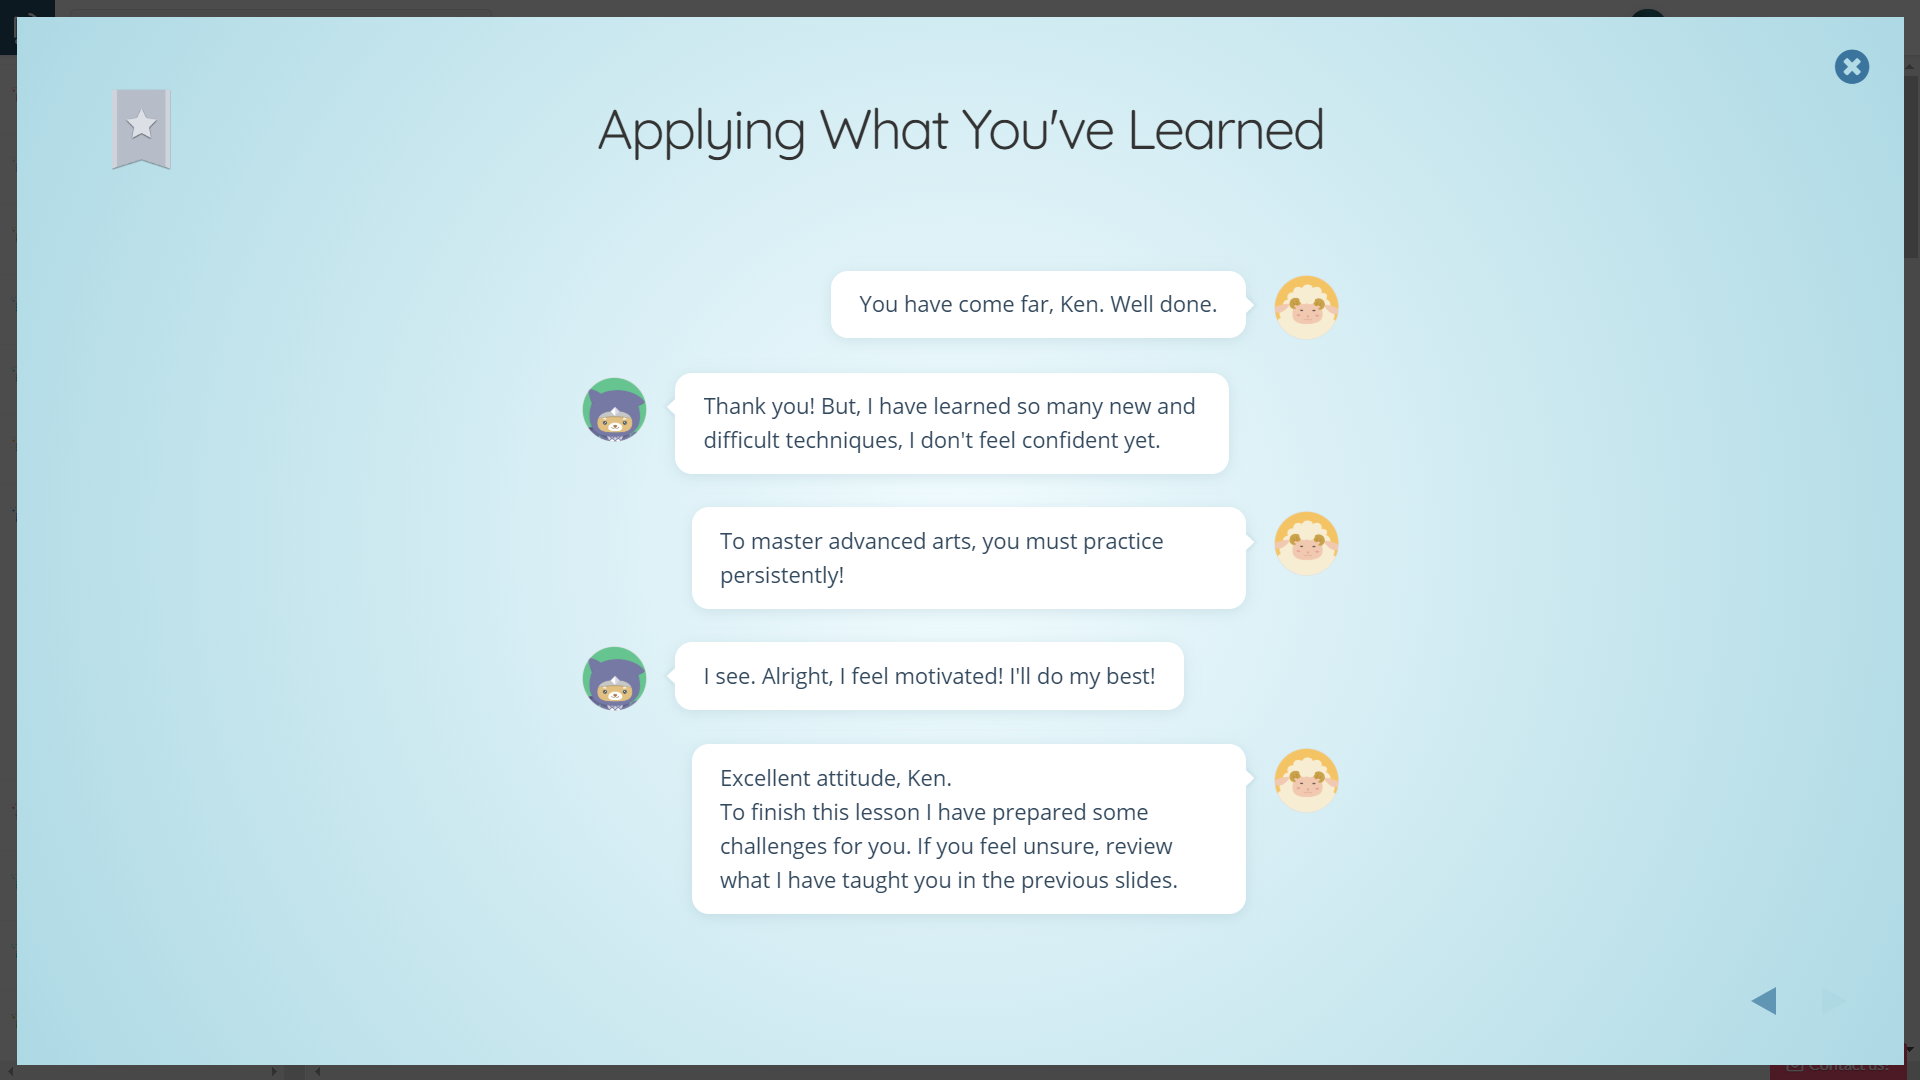 Applying What You've Learned
You have come far, Ken. Well done.
Thank you! But, I have learned so many new and
difficult techniques, I don't feel confident yet.
To master advanced arts, you must practice
persistently!
I see. Alright, I feel motivated! I'll do my best!
Excellent attitude, Ken.
To finish this lesson I have prepared some
challenges for you. If you feel unsure, review
what I have taught you in the previous slides.
Contact us!